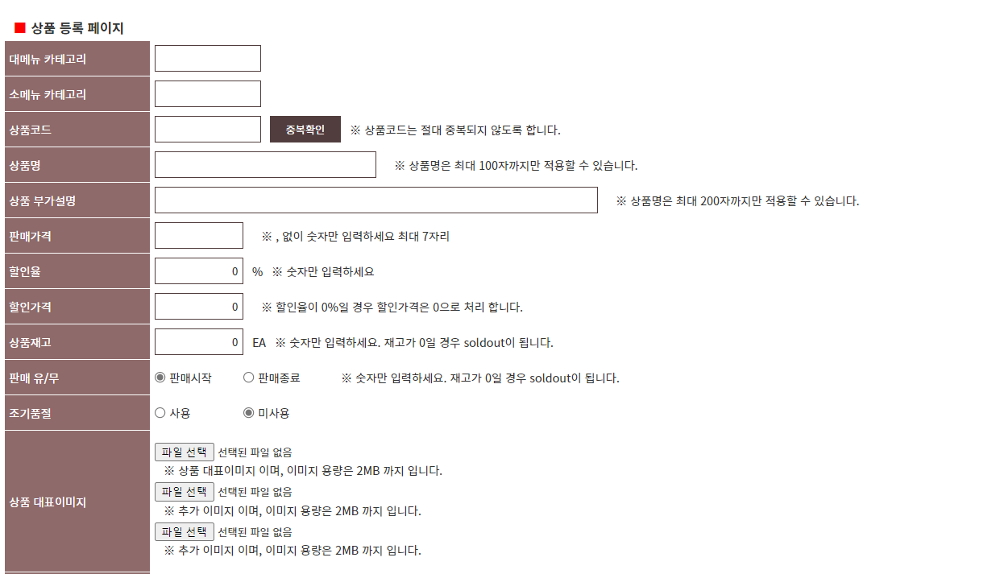 ■ 상품 등록 페이지
대메뉴 카테고리
소메뉴 카테고리
상품코드 중복확인 ※ 상품코드는 절대 중복되지 않도록 합니다.
상품명 ※ 상품명은 최대 100자까지만 적용할 수 있습니다.
상품 부가설명 ※ 상품명은 최대 200자까지만 적용할 수 있습니다.
판매가격 ※ , 없이 숫자만 입력하세요 최대 7자리
할인율 0 % ※ 숫자만 입력하세요
할인가격 0 ※ 할인율이 0%일 경우 할인가격은 0으로 처리 합니다.
상품재고 0 EA ※ 숫자만 입력하세요. 재고가 0일 경우 soldout이 됩니다.
판매 유/무 판매시작 판매종료 ※ 숫자만 입력하세요. 재고가 0일 경우 soldout이 됩니다.
조기품절 사용 미사용
상품 대표이미지
파일 선택 선택된 파일 없음
※ 상품 대표이미지 이며, 이미지 용량은 2MB 까지 입니다.
파일 선택 선택된 파일 없음
※ 추가 이미지 이며, 이미지 용량은 2MB 까지 입니다.
파일 선택 선택된 파일 없음
※ 추가 이미지 이며, 이미지 용량은 2MB 까지 입니다.